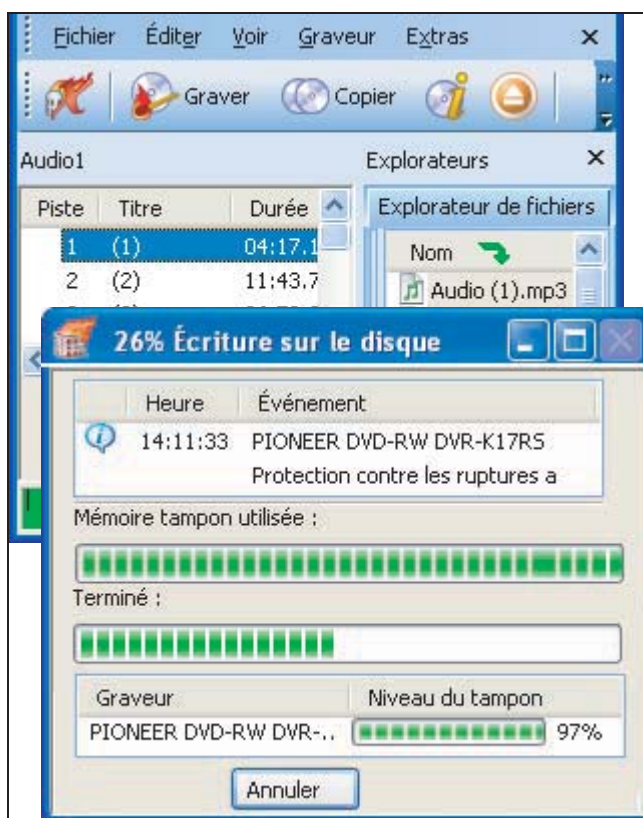 Fichier Éditer Voir Graveur Extras
Graver Copier
Audio1 Explorateurs
Piste Titre Durée Explorateur de fichiers
1 (1) 04:17.1 Nom
2 (2) 11:43.7 Audio (1).mp3
26% Écriture sur le disque
Heure Événement
14:11:33 PIONEER DVD-RW DVR-K17RS
Protection contre les ruptures a
Mémoire tampon utilisée :
Terminé :
Graveur Niveau du tampon
PIONEER DVD-RW DVR-.. 97%
Annuler